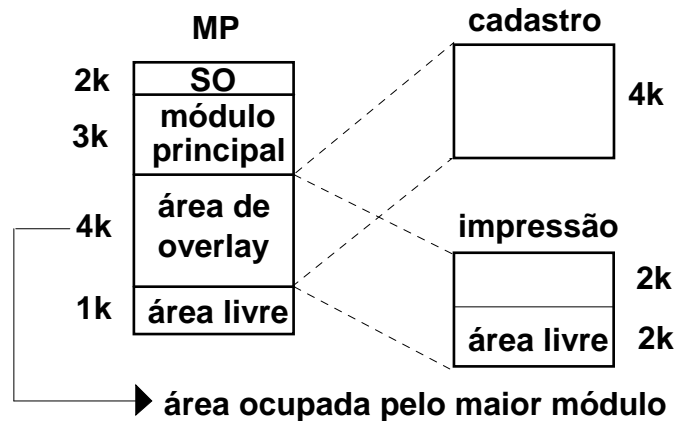 MP
2k
SO
3k
módulo
principal
4k
área de
overlay
1k
área livre
cadastro
4k
impressão
2k
área livre
2k
área ocupada pelo maior módulo